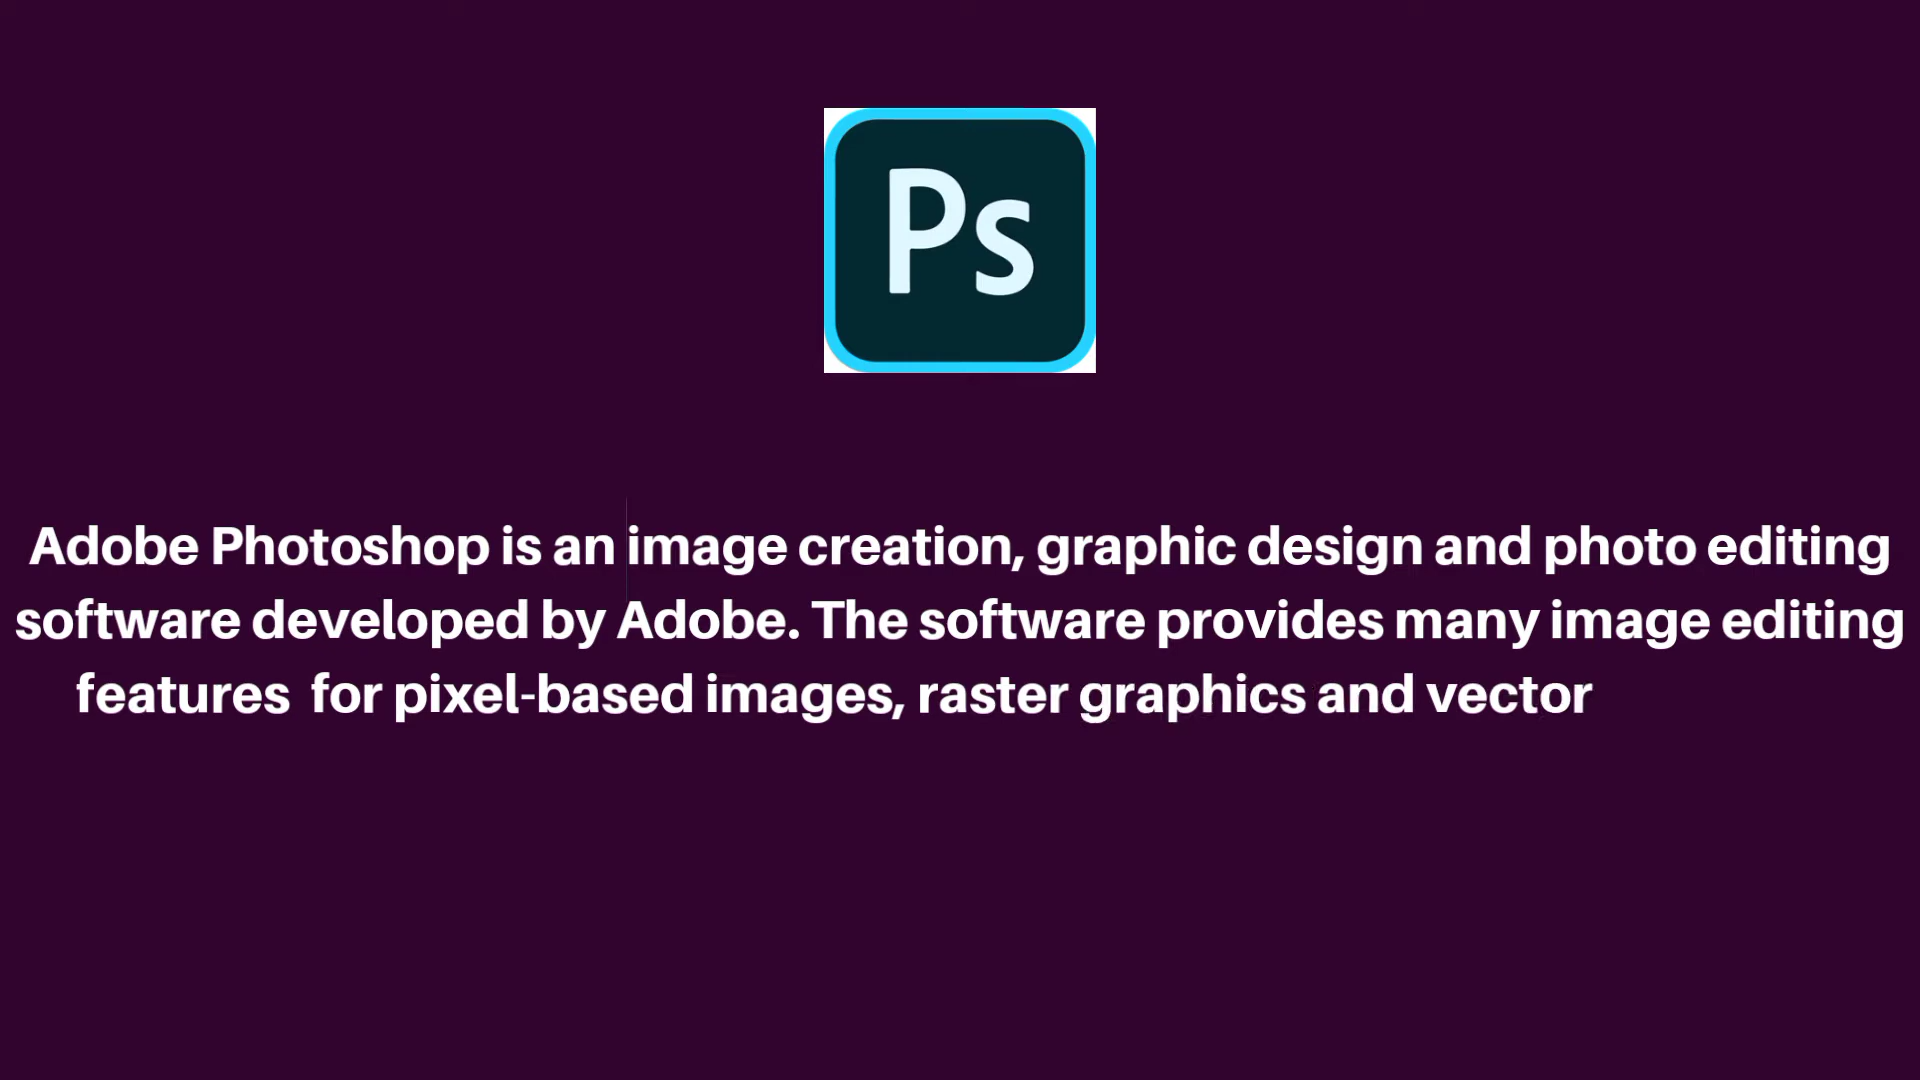 Ps
Adobe Photoshop is an image creation, graphic design and photo editing
software developed by Adobe. The software provides many image editing
features  for pixel-based images, raster graphics and vector